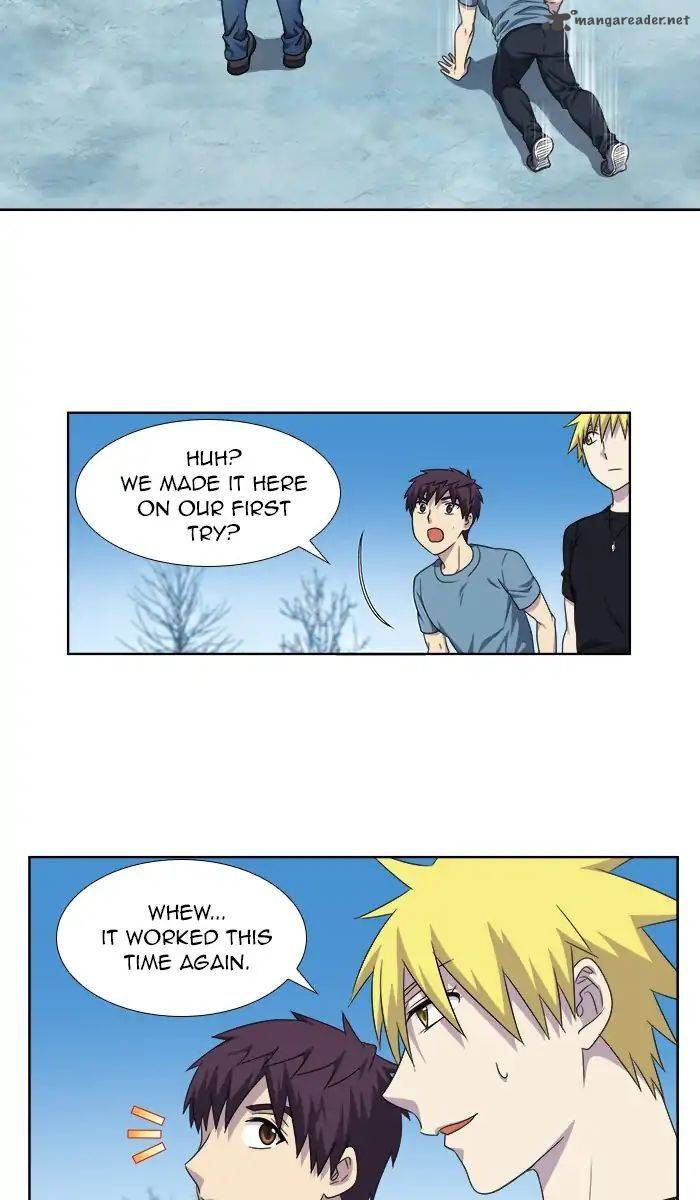 mangareader.net
HUH?
WE MADE IT HERE
ON OUR FIRST
TRY?
WHEW...
IT WORKED THIS
TIME AGAIN.